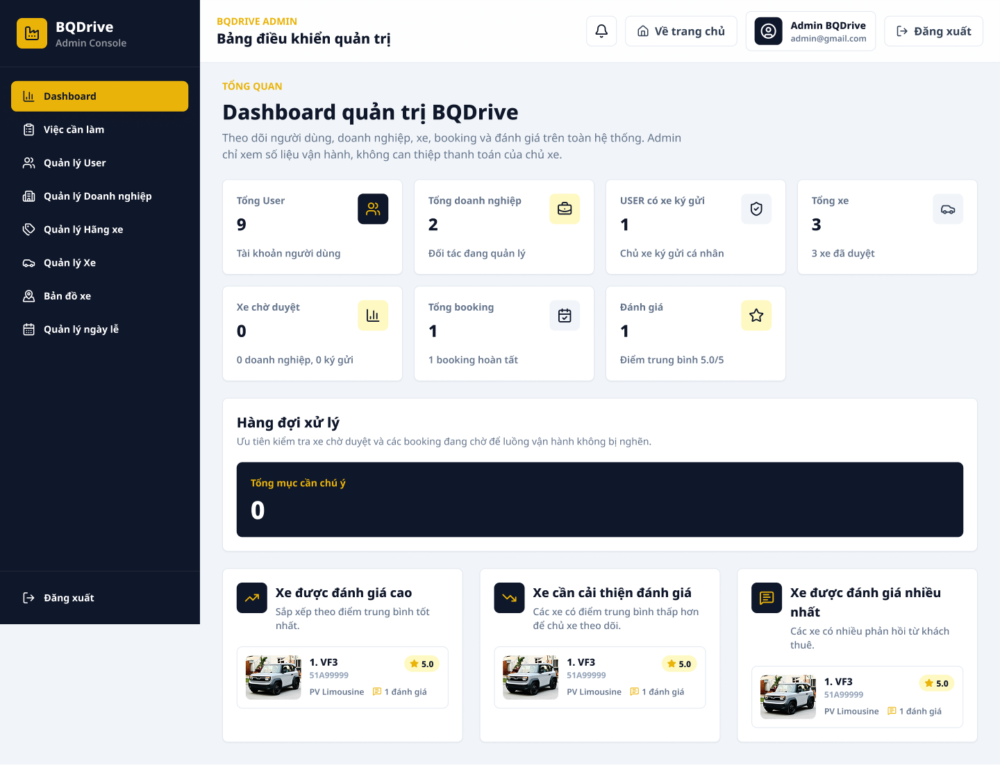 BQDrive
Admin Console
Dashboard
Việc cần làm
Quản lý User
Quản lý Doanh nghiệp
Quản lý Hãng xe
Quản lý Xe
Bản đồ xe
Quản lý ngày lễ
Đăng xuất
BQDRIVE ADMIN
Bảng điều khiển quản trị
Về trang chủ
Admin BQDrive
admin@gmail.com
Đăng xuất
TỔNG QUAN
Dashboard quản trị BQDrive
Theo dõi người dùng, doanh nghiệp, xe, booking và đánh giá trên toàn hệ thống. Admin
chỉ xem số liệu vận hành, không can thiệp thanh toán của chủ xe.
Tổng User
9
Tài khoản người dùng
Tổng doanh nghiệp
2
Đối tác đang quản lý
USER có xe ký gửi
1
Chủ xe ký gửi cá nhân
Tổng xe
3
3 xe đã duyệt
Xe chờ duyệt
0
0 doanh nghiệp, 0 ký gửi
Tổng booking
1
1 booking hoàn tất
Đánh giá
1
Điểm trung bình 5.0/5
Hàng đợi xử lý
Ưu tiên kiểm tra xe chờ duyệt và các booking đang chờ để luồng vận hành không bị nghẽn.
Tổng mục cần chú ý
0
Xe được đánh giá cao
Sắp xếp theo điểm trung bình tốt
nhất.
1. VF3
5.0
51A99999
PV Limousine
1 đánh giá
Xe cần cải thiện đánh giá
Các xe có điểm trung bình thấp hơn
để chủ xe theo dõi.
1. VF3
5.0
51A99999
PV Limousine
1 đánh giá
Xe được đánh giá nhiều
nhất
Các xe có nhiều phản hồi từ khách
thuê.
1. VF3
5.0
51A99999
PV Limousine
1 đánh giá